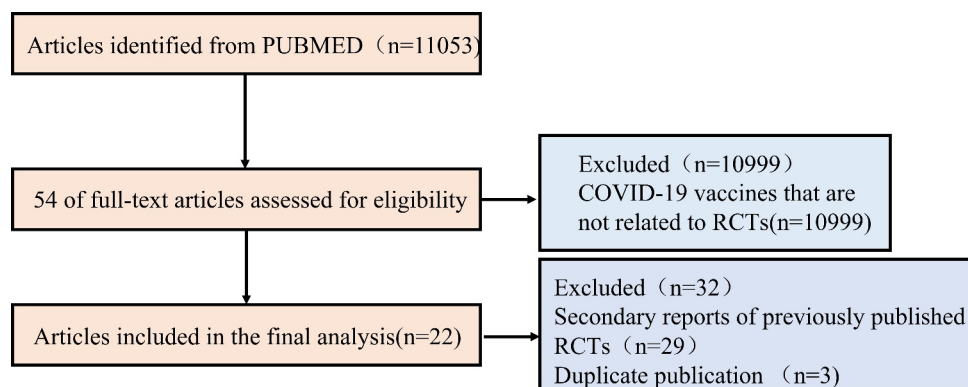 Articles identified from PUBMED（n=11053)
54 of full-text articles assessed for eligibility
Excluded（n=10999）
COVID-19 vaccines that are
not related to RCTs(n=10999)
Articles included in the final analysis(n=22)
Excluded（n=32）
Secondary reports of previously published
RCTs（n=29）
Duplicate publication （n=3)